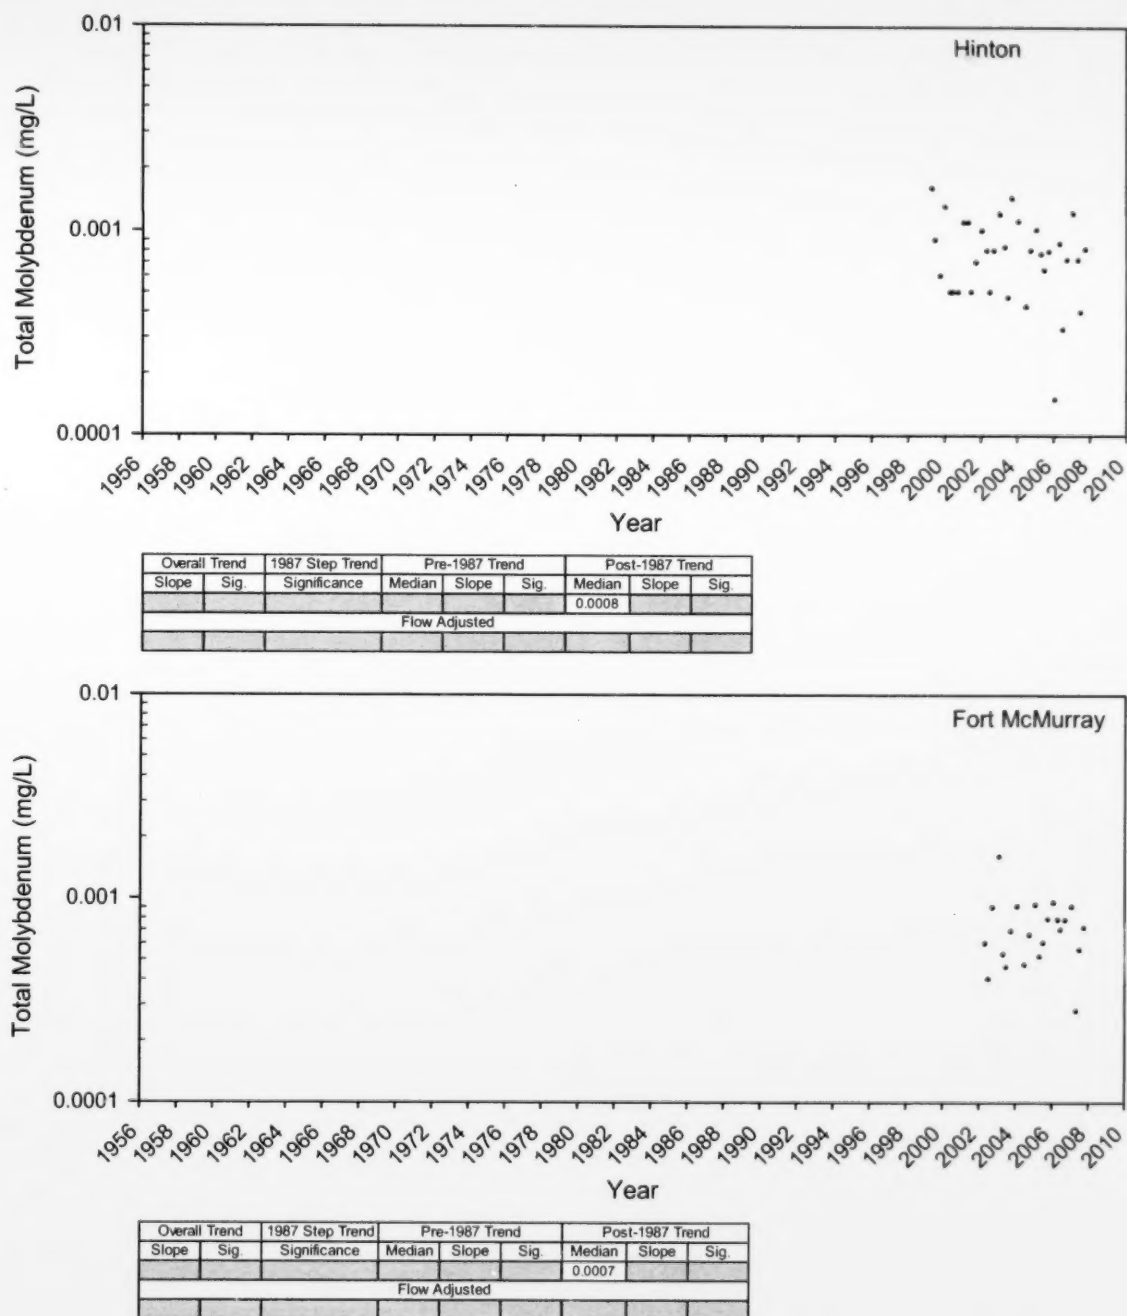 Hinton
Total Molybdenum (mg/L)
0.01
0.001
0.0001
1956 1958 1960 1962 1964 1966 1968 1970 1972 1974 1976 1978 1980 1982 1984 1986 1988 1990 1992 1994 1996 1998 2000 2002 2004 2006 2008 2010
Year
Overall Trend 1987 Step Trend Pre-1987 Trend Post-1987 Trend
Slope Sig. Significance Median Slope Sig. Median Slope Sig.
0.0008
Flow Adjusted
Fort McMurray
Total Molybdenum (mg/L)
0.01
0.001
0.0001
1956 1958 1960 1962 1964 1966 1968 1970 1972 1974 1976 1978 1980 1982 1984 1986 1988 1990 1992 1994 1996 1998 2000 2002 2004 2006 2008 2010
Year
Overall Trend 1987 Step Trend Pre-1987 Trend Post-1987 Trend
Slope Sig. Significance Median Slope Sig. Median Slope Sig.
0.0007
Flow Adjusted